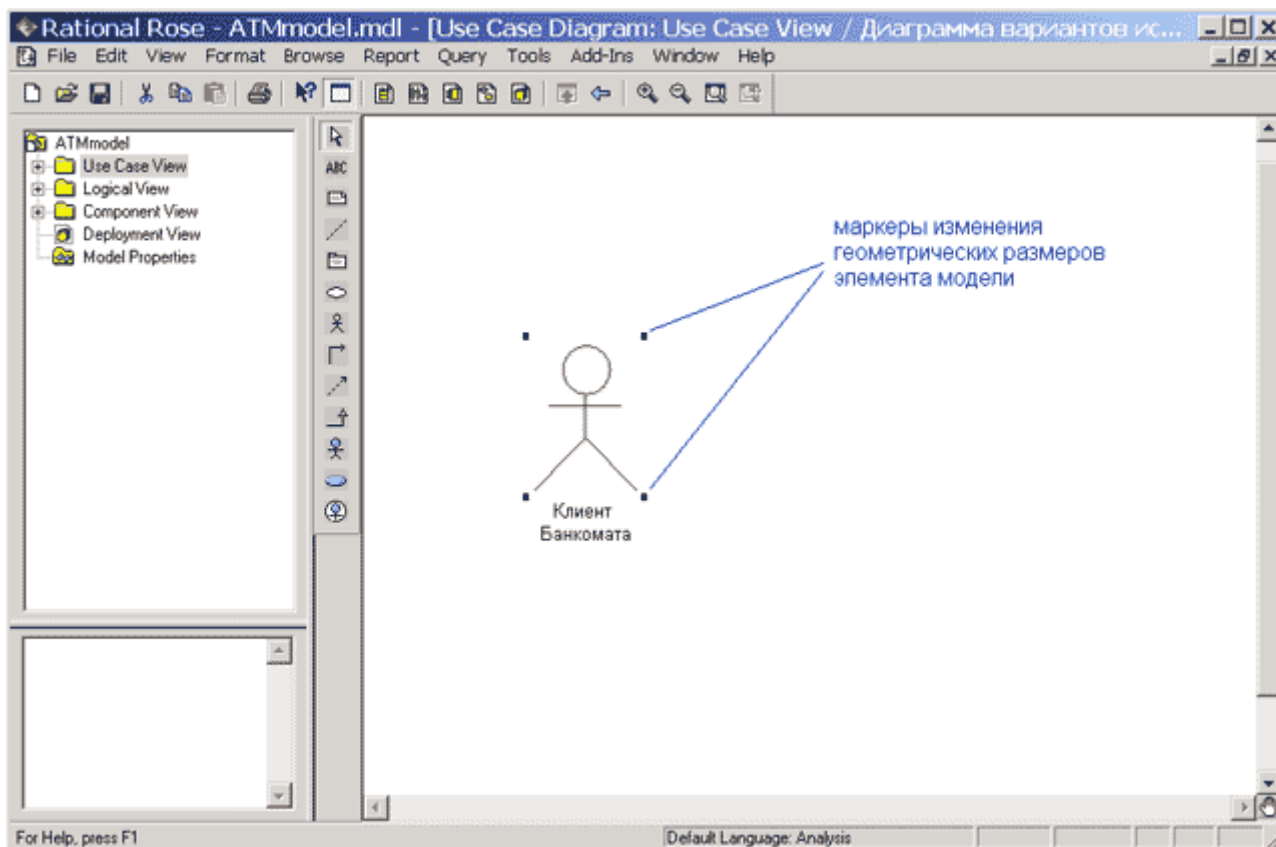 Rational Rose - ATMmodel.mdl - [Use Case Diagram: Use Case View / Диаграмма вариантов ис...
File Edit View Format Browse Report Query Tools Add-Ins Window Help
ATMmodel
Use Case View
Logical View
Component View
Deployment View
Model Properties
ABC
маркеры изменения
геометрических размеров
элемента модели
Клиент
Банкомата
For Help, press F1
Default Language: Analysis